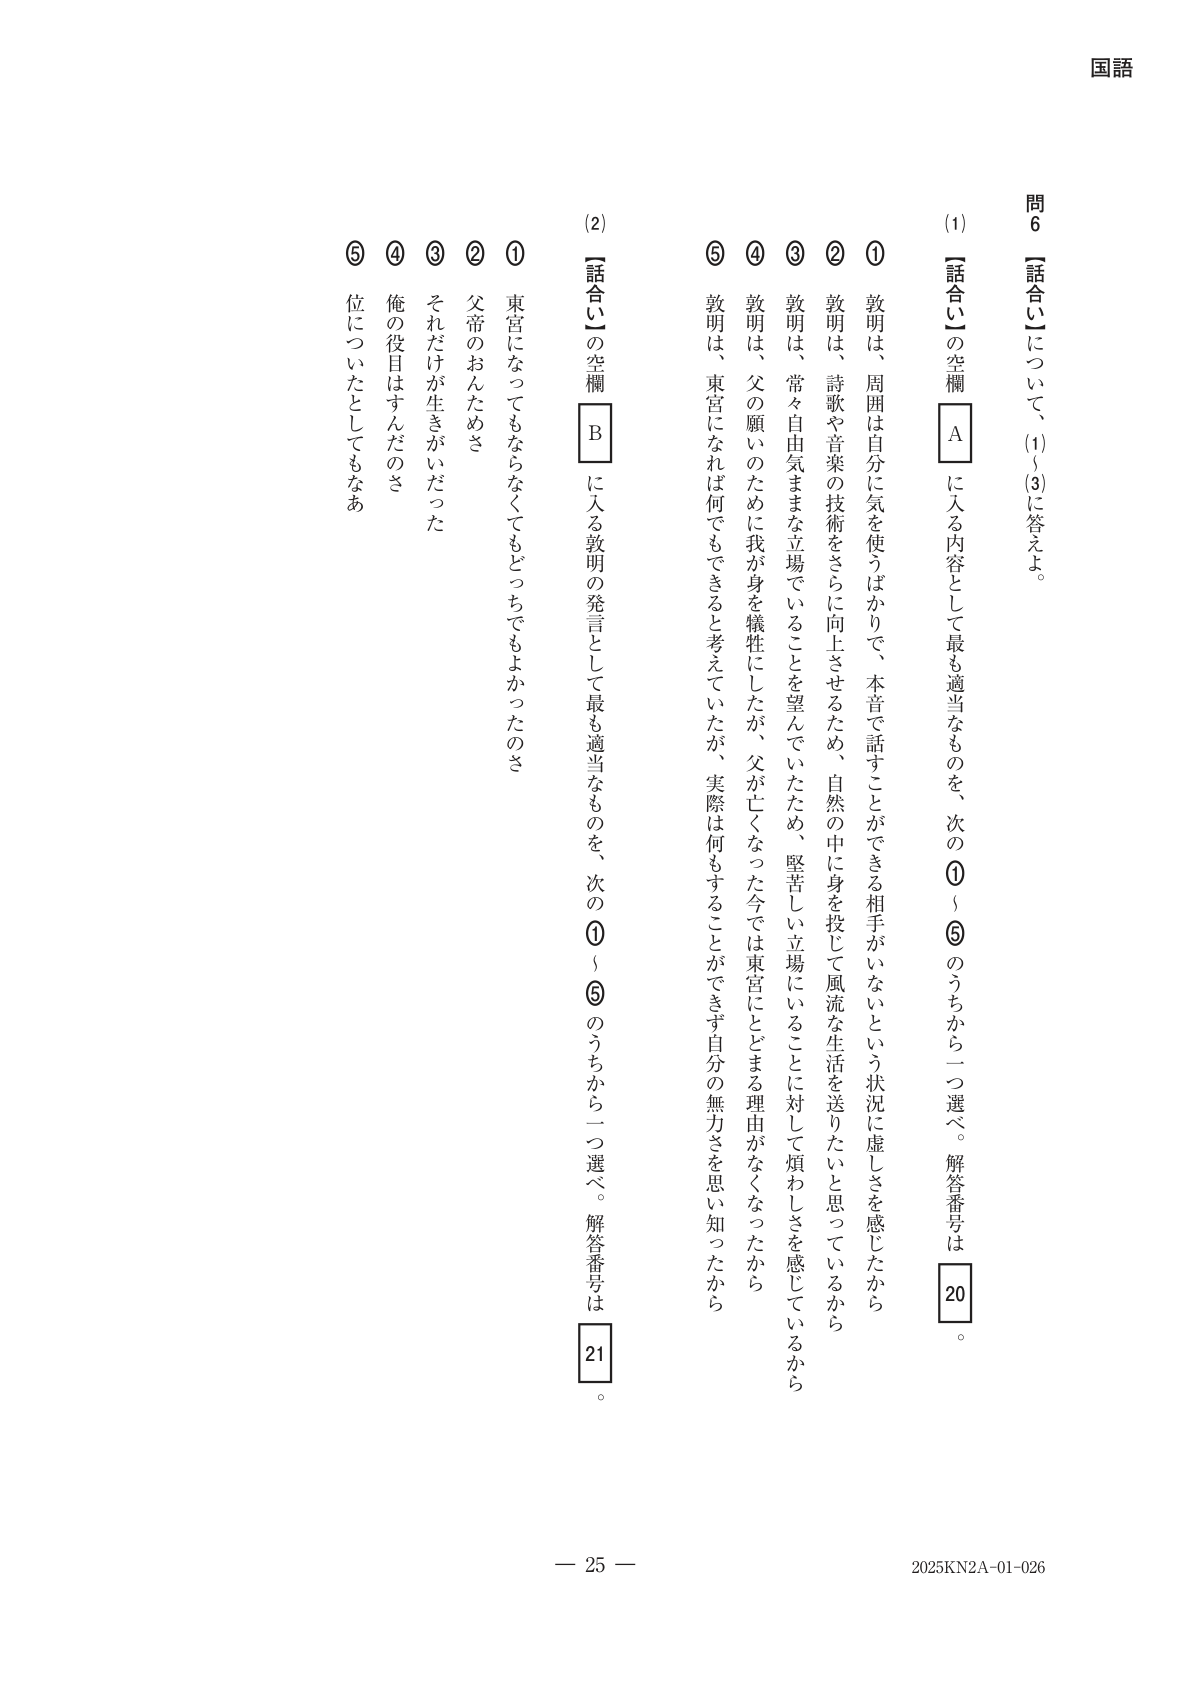 国語
問6 【話合い】について、(1)～(3)に答えよ。
(1) 【話合い】の空欄 A に入る内容として最も適当なものを、次の①～⑤のうちから一つ選べ。解答番号は 20 。
① 敦明は、周囲は自分に気を使うばかりで、本音で話すことができる相手がいないという状況に虚しさを感じたから
② 敦明は、詩歌や音楽の技術をさらに向上させるため、自然の中に身を投じて風流な生活を送りたいと思っているから
③ 敦明は、常々自由気ままな立場でいることを望んでいたため、堅苦しい立場にいることに対して煩わしさを感じているから
④ 敦明は、父の願いのために我が身を犠牲にしたが、父が亡くなった今では東宮にとどまる理由がなくなったから
⑤ 敦明は、東宮になれば何でもできると考えていたが、実際は何もすることができず自分の無力さを思い知ったから
(2) 【話合い】の空欄 B に入る敦明の発言として最も適当なものを、次の①～⑤のうちから一つ選べ。解答番号は 21 。
① 東宮になってもならなくてもどっちでもよかったのさ
② 父帝のおんためさ
③ それだけが生きがいだった
④ 俺の役目はすんだのさ
⑤ 位についたとしてもなあ
— 25 —
2025KN2A-01-026